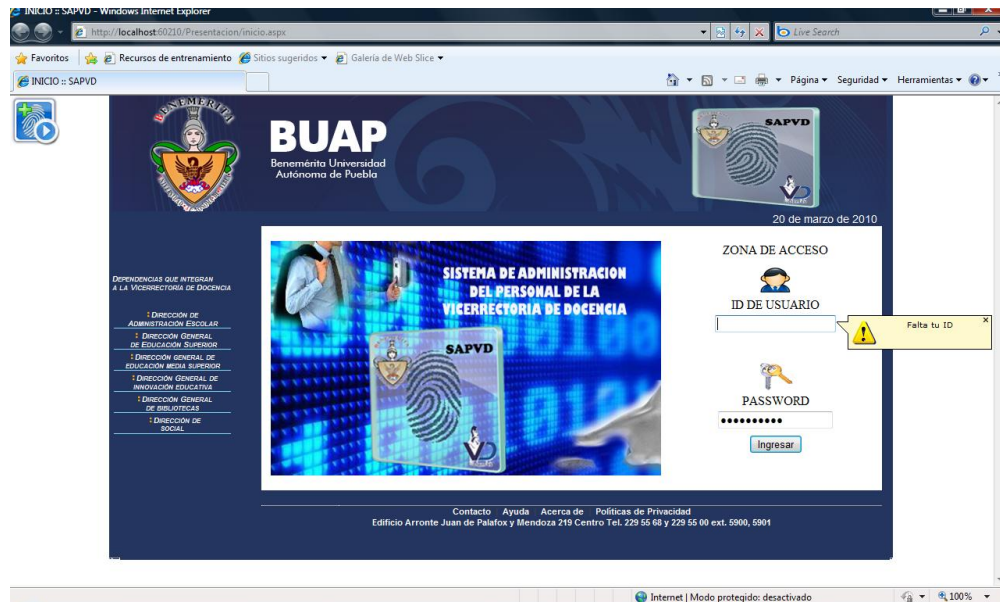 INICIO :: SAPVD - Windows Internet Explorer
http://localhost:60210/Presentacion/inicio.aspx
Live Search
Favoritos
Recursos de entrenamiento
Sitios sugeridos
Galería de Web Slice
INICIO :: SAPVD
Página
Seguridad
Herramientas
BENEMERITA
BUAP
Benemérita Universidad
Autónoma de Puebla
SAPVD
20 de marzo de 2010
DEPENDENCIAS QUE INTEGRAN
A LA VICERRECTORÍA DE DOCENCIA
DIRECCIÓN DE
ADMINISTRACIÓN ESCOLAR
DIRECCIÓN GENERAL
DE EDUCACIÓN SUPERIOR
DIRECCIÓN GENERAL DE
EDUCACIÓN MEDIA SUPERIOR
DIRECCIÓN GENERAL DE
INNOVACIÓN EDUCATIVA
DIRECCIÓN GENERAL
DE BIBLIOTECAS
DIRECCIÓN DE
SOCIAL
SISTEMA DE ADMINISTRACION
DEL PERSONAL DE LA
VICERRECTORIA DE DOCENCIA
SAPVD
ZONA DE ACCESO
ID DE USUARIO
Falta tu ID
PASSWORD
••••••••••
Ingresar
Contacto Ayuda Acerca de Políticas de Privacidad
Edificio Arronte Juan de Palafox y Mendoza 219 Centro Tel. 229 55 68 y 229 55 00 ext. 5900, 5901
Internet | Modo protegido: desactivado
100%